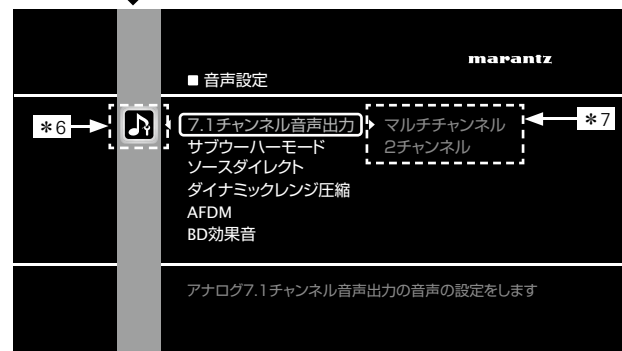 marantz
■ 音声設定
*6
7.1チャンネル音声出力
マルチチャンネル
*7
サブウーハーモード
2チャンネル
ソースダイレクト
ダイナミックレンジ圧縮
AFDM
BD効果音
アナログ7.1チャンネル音声出力の音声の設定をします